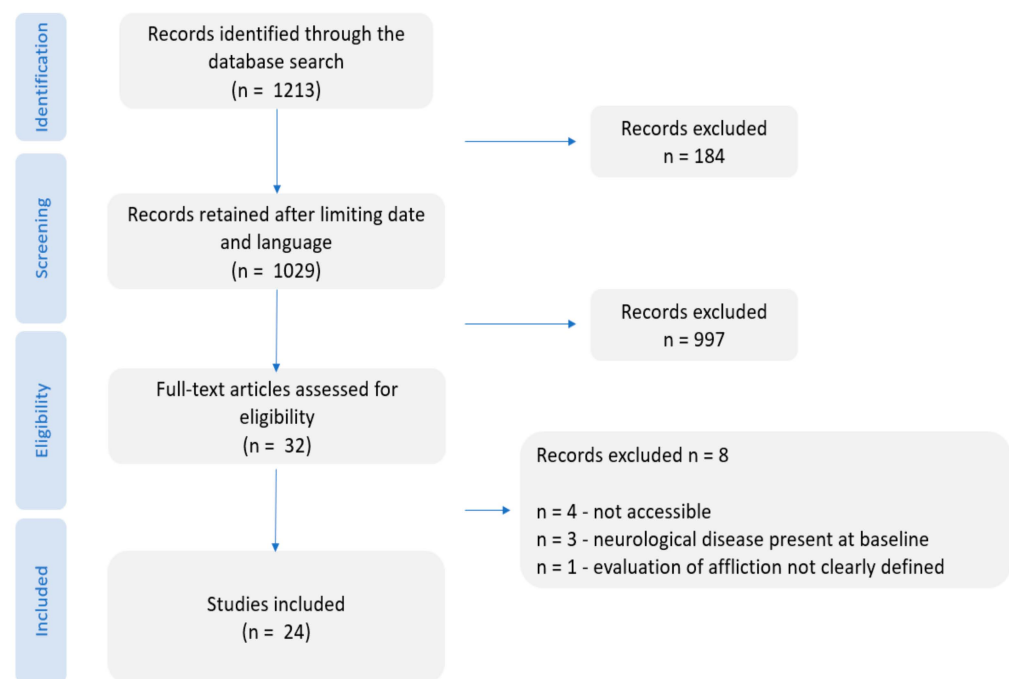 Identification
Records identified through the
database search
(n = 1213)
Records excluded
n = 184
Screening
Records retained after limiting date
and language
(n = 1029)
Records excluded
n = 997
Eligibility
Full-text articles assessed for
eligibility
(n = 32)
Records excluded n = 8
n = 4 - not accessible
n = 3 - neurological disease present at baseline
n = 1 - evaluation of affliction not clearly defined
Included
Studies included
(n = 24)